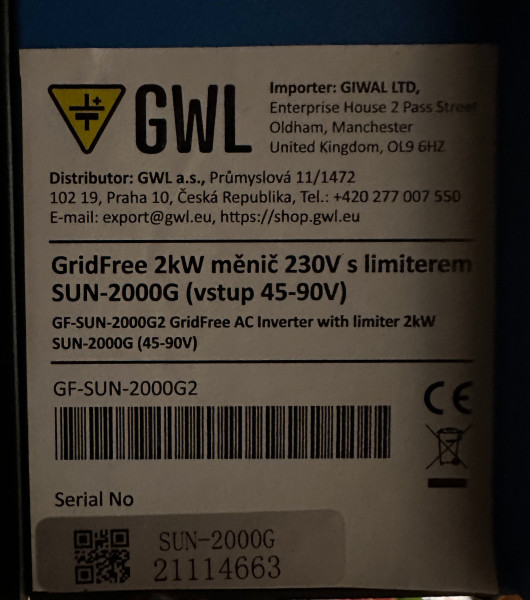 GWL
Importer: GIWAL LTD,
Enterprise House 2 Pass Street
Oldham, Manchester
United Kingdom, OL9 6HZ
Distributor: GWL a.s., Průmyslová 11/1472
102 19, Praha 10, Česká Republika, Tel.: +420 277 007 550
E-mail: export@gwl.eu, https://shop.gwl.eu
GridFree 2kW měnič 230V s limiterem
SUN-2000G (vstup 45-90V)
GF-SUN-2000G2 GridFree AC Inverter with limiter 2kW
SUN-2000G (45-90V)
GF-SUN-2000G2
CE
Serial No
SUN-2000G
21114663